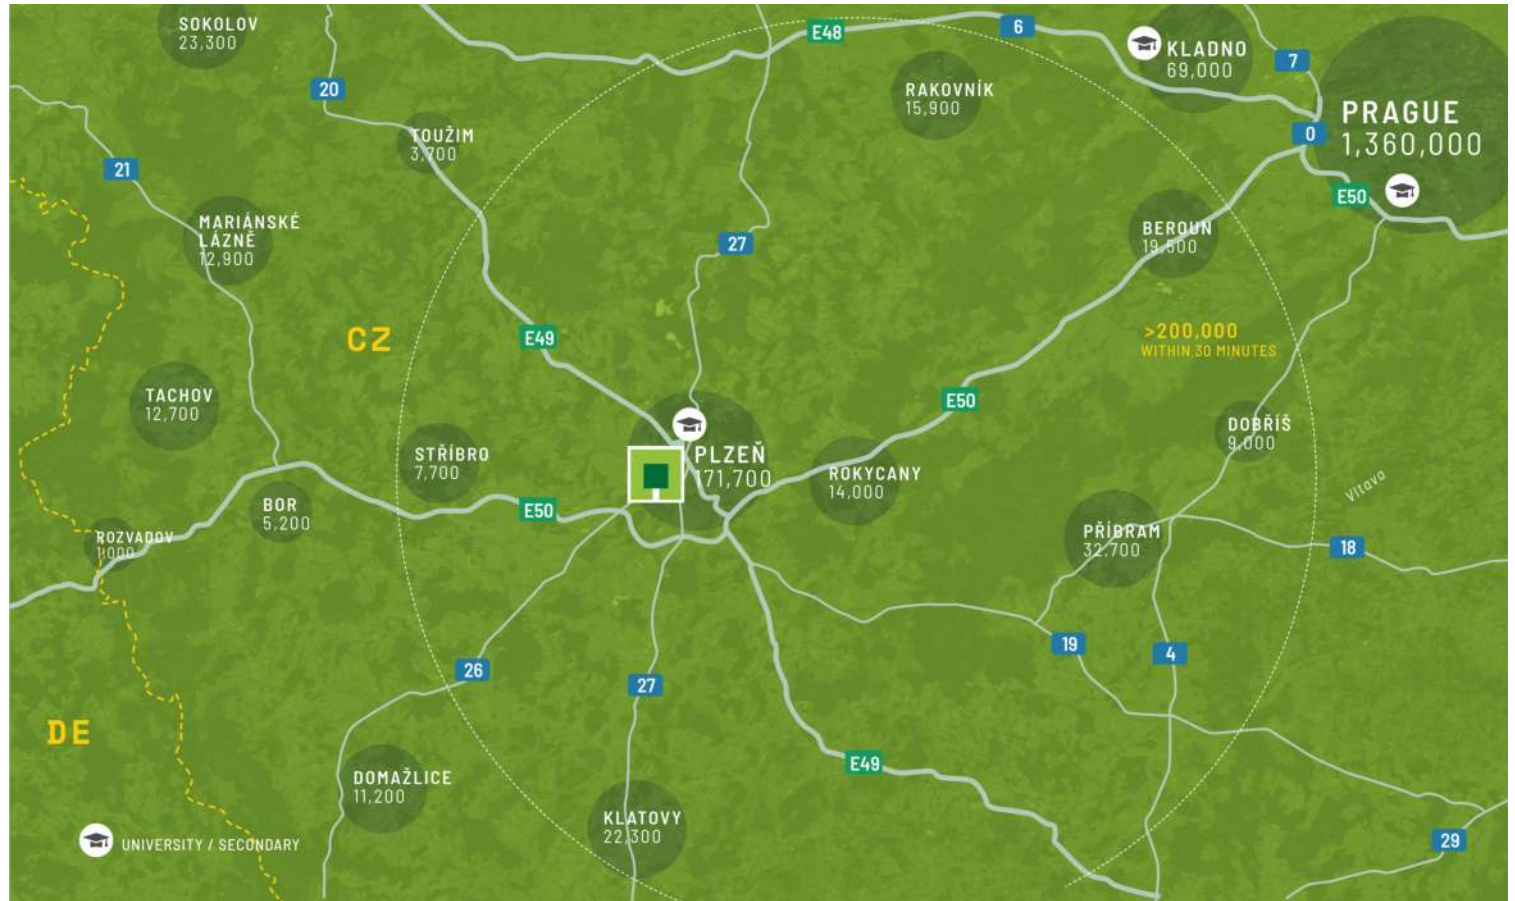 SOKOLOV
23,300
E48
6
KLADNO
69,000
7
20
RAKOVNÍK
15,900
PRAGUE
1,360,000
0
TOUŽIM
3,700
21
E50
MARIÁNSKÉ
LÁZNĚ
12,900
27
BEROUN
19,500
CZ
E49
>200,000
WITHIN 30 MINUTES
TACHOV
12,700
E50
STŘÍBRO
7,700
PLZEŇ
171,700
ROKYCANY
14,000
DOBŘÍŠ
9,000
Vltava
BOR
5,200
E50
ROZVADOV
1,000
PŘÍBRAM
32,700
18
26
27
19
4
DE
E49
DOMAŽLICE
11,200
KLATOVY
22,300
29
UNIVERSITY / SECONDARY